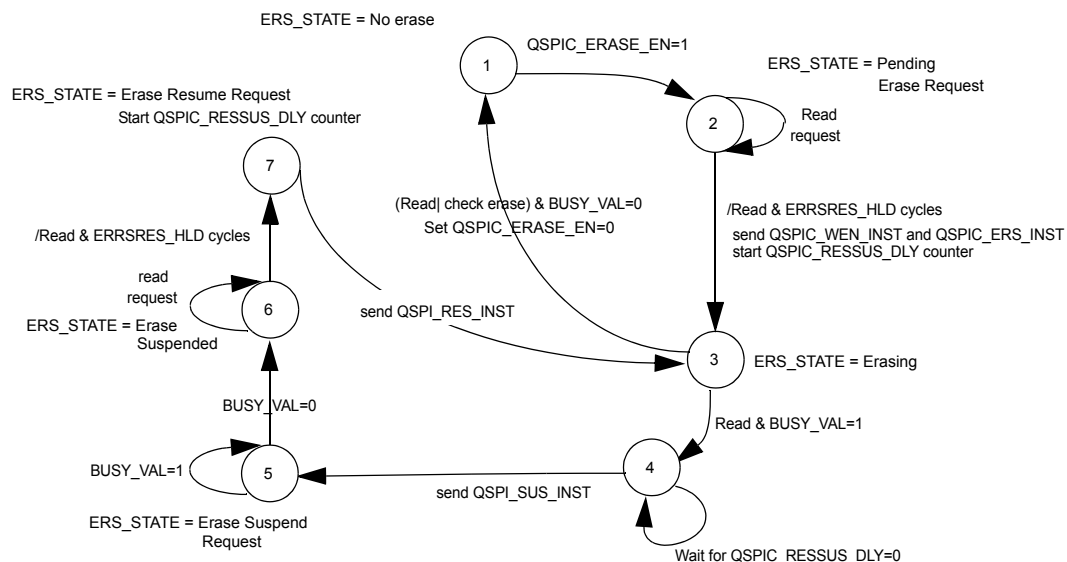 ERS_STATE = No erase
1
QSPIC_ERASE_EN=1
ERS_STATE = Pending
Erase Request
2
Read
request
ERS_STATE = Erase Resume Request
Start QSPIC_RESSUS_DLY counter
7
(Read| check erase) & BUSY_VAL=0
Set QSPIC_ERASE_EN=0
/Read & ERRSRES_HLD cycles
send QSPIC_WEN_INST and QSPIC_ERS_INST
start QSPIC_RESSUS_DLY counter
/Read & ERRSRES_HLD cycles
read
request
6
ERS_STATE = Erase
Suspended
send QSPI_RES_INST
3
ERS_STATE = Erasing
BUSY_VAL=0
Read & BUSY_VAL=1
BUSY_VAL=1
5
4
send QSPI_SUS_INST
ERS_STATE = Erase Suspend
Request
Wait for QSPIC_RESSUS_DLY=0